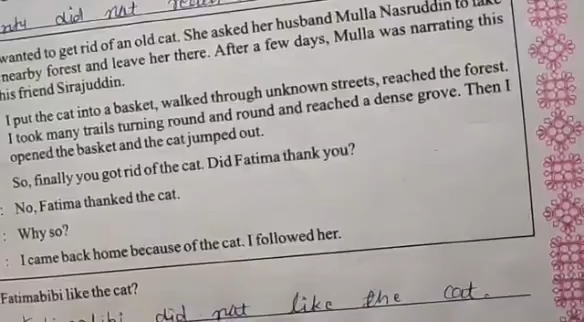 did not
wanted to get rid of an old cat. She asked her husband Mulla Nasruddin to take
nearby forest and leave her there. After a few days, Mulla was narrating this
his friend Sirajuddin.
I put the cat into a basket, walked through unknown streets, reached the forest.
I took many trails turning round and round and reached a dense grove. Then I
opened the basket and the cat jumped out.
So, finally you got rid of the cat. Did Fatima thank you?
: No, Fatima thanked the cat.
: Why so?
: I came back home because of the cat. I followed her.
Fatimabibi like the cat?
did not like the cat.